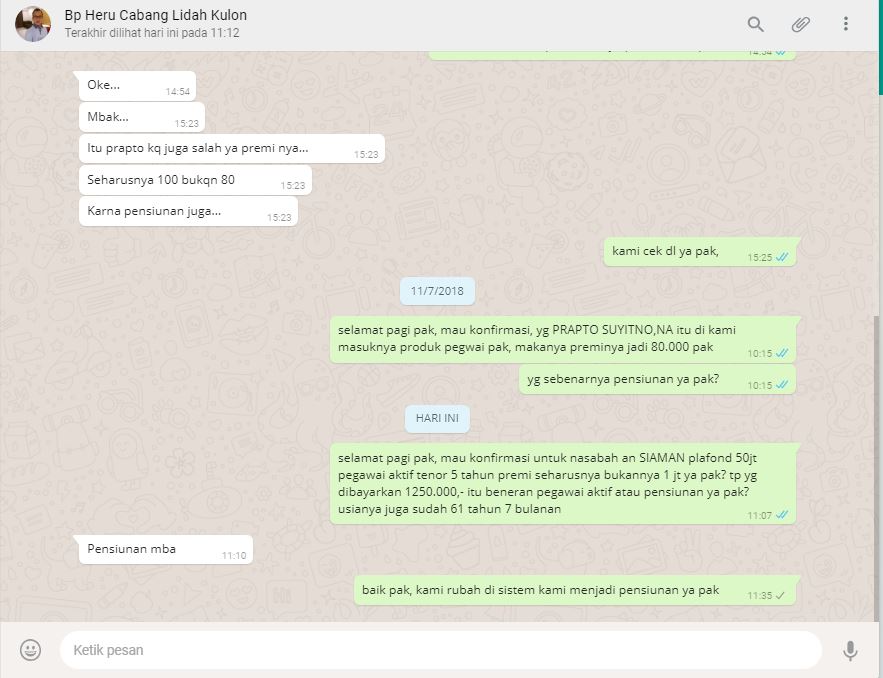 Bp Heru Cabang Lidah Kulon
Terakhir dilihat hari ini pada 11:12
14:54
Oke...
14:54
Mbak...
15:23
Itu prapto kq juga salah ya premi nya...
15:23
Seharusnya 100 bukqn 80
15:23
Karna pensiunan juga...
15:23
kami cek dl ya pak,
15:25
11/7/2018
selamat pagi pak, mau konfirmasi, yg PRAPTO SUYITNO,NA itu di kami
masuknya produk pegwai pak, makanya preminya jadi 80.000 pak
10:15
yg sebenarnya pensiunan ya pak?
10:15
HARI INI
selamat pagi pak, mau konfirmasi untuk nasabah an SIAMAN plafond 50jt
pegawai aktif tenor 5 tahun premi seharusnya bukannya 1 jt ya pak? tp yg
dibayarkan 1250.000,- itu beneran pegawai aktif atau pensiunan ya pak?
usianya juga sudah 61 tahun 7 bulanan
11:07
Pensiunan mba
11:10
baik pak, kami rubah di sistem kami menjadi pensiunan ya pak
11:35
Ketik pesan